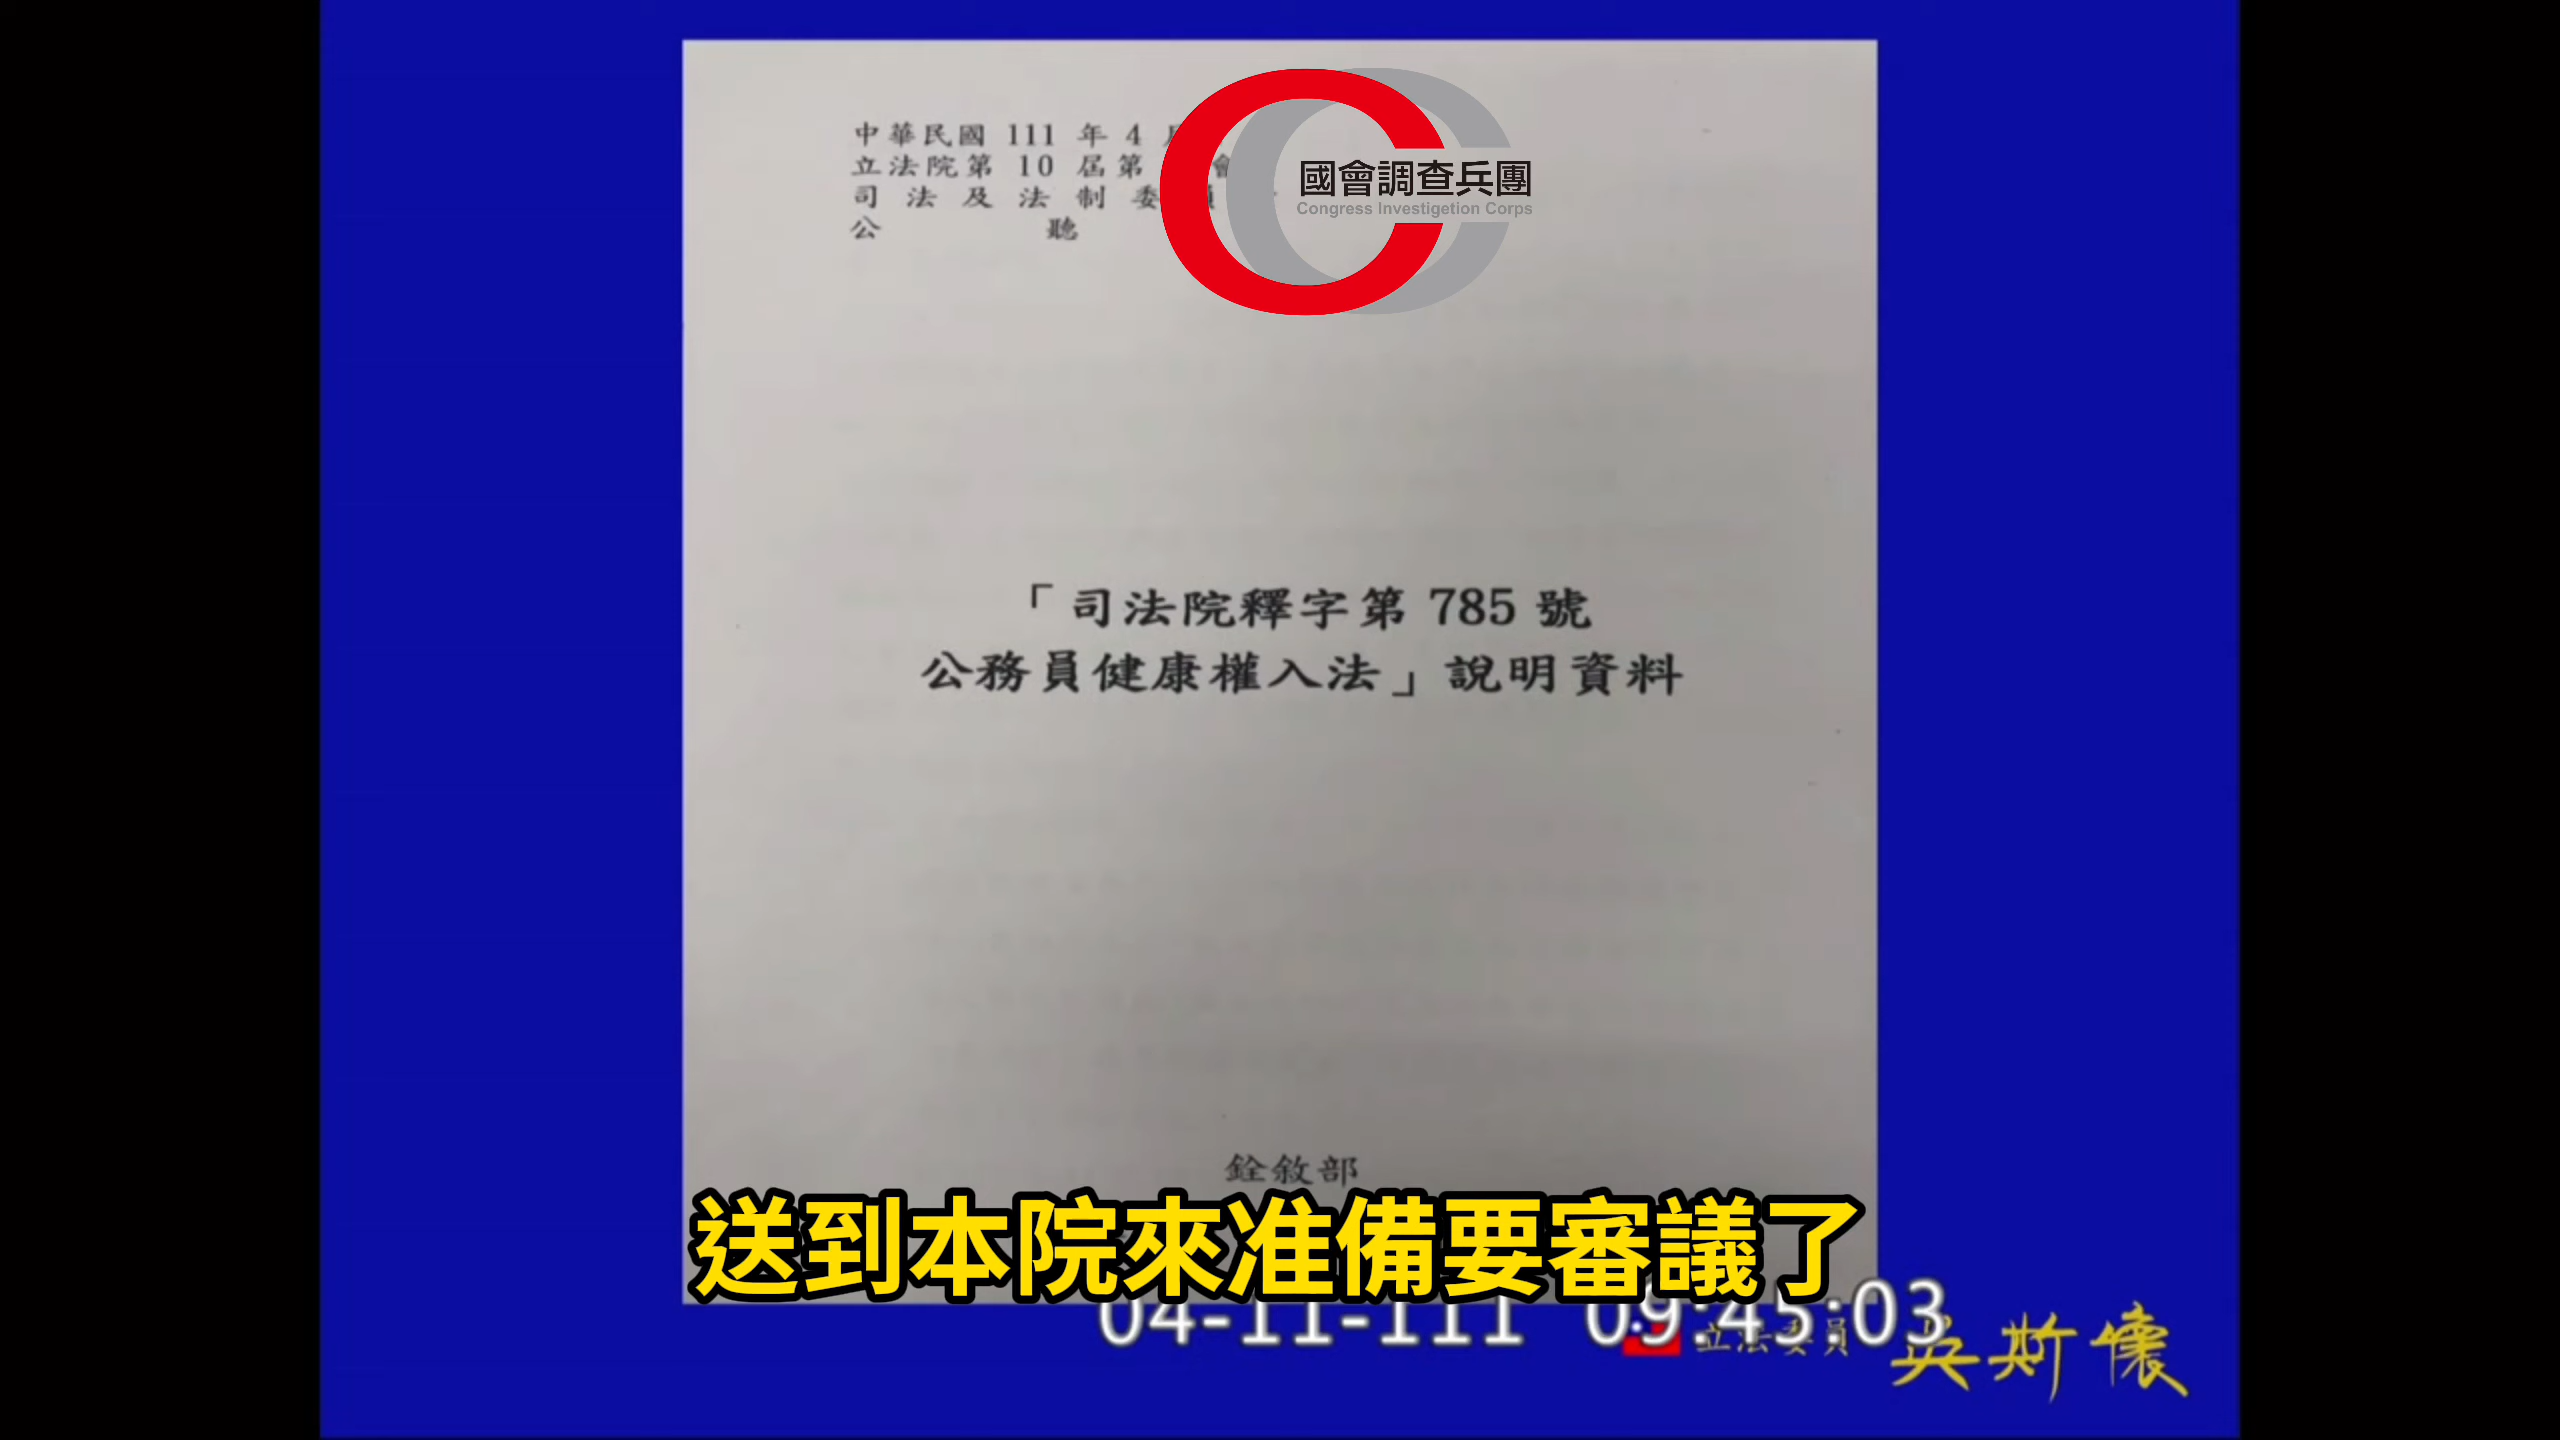 中華民國 111 年 4
立法院第 10 屆第 會
司法及法制委員
公聽
國會調查兵團
Congress Investigetion Corps
「司法院釋字第 785 號
公務員健康權入法」說明資料
銓敘部
送到本院來准備要審議了
04-11-111 09:45:03
立法委員 吳斯懷